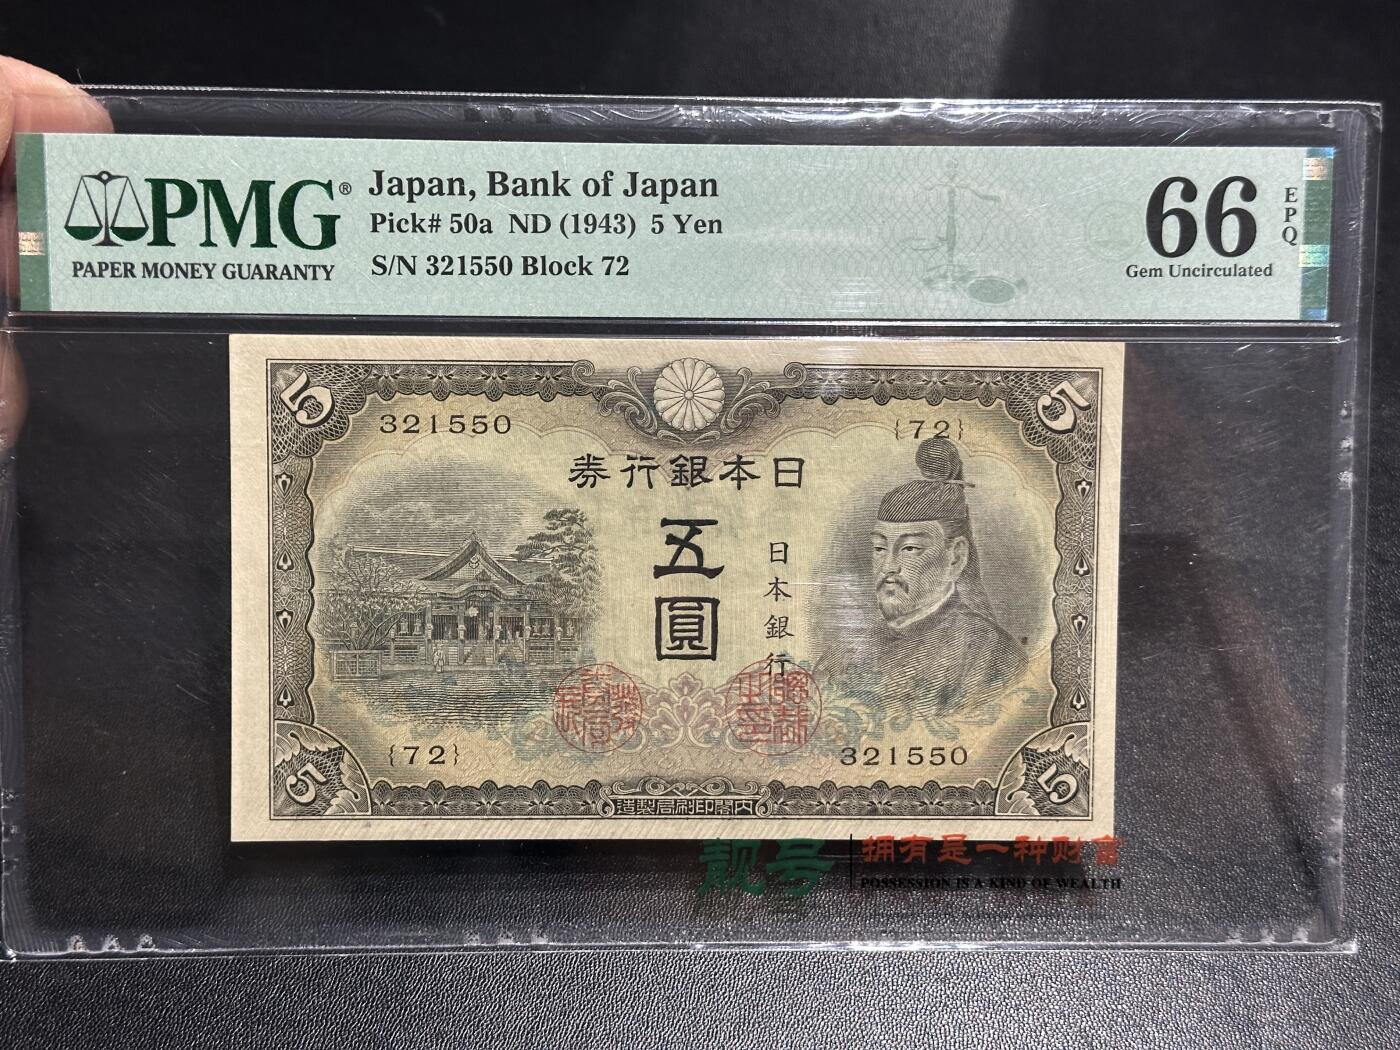 PMG®
PAPER MONEY GUARANTY
Japan, Bank of Japan
Pick# 50a ND (1943) 5 Yen
S/N 321550 Block 72
66
EPQ
Gem Uncirculated
5
5
321550
{72}
券行銀本日
五圓
日本銀行
{72}
321550
5
5
造製局刷印閣内
靓号
拥有是一种财富
POSSESSION IS A KIND OF WEALTH